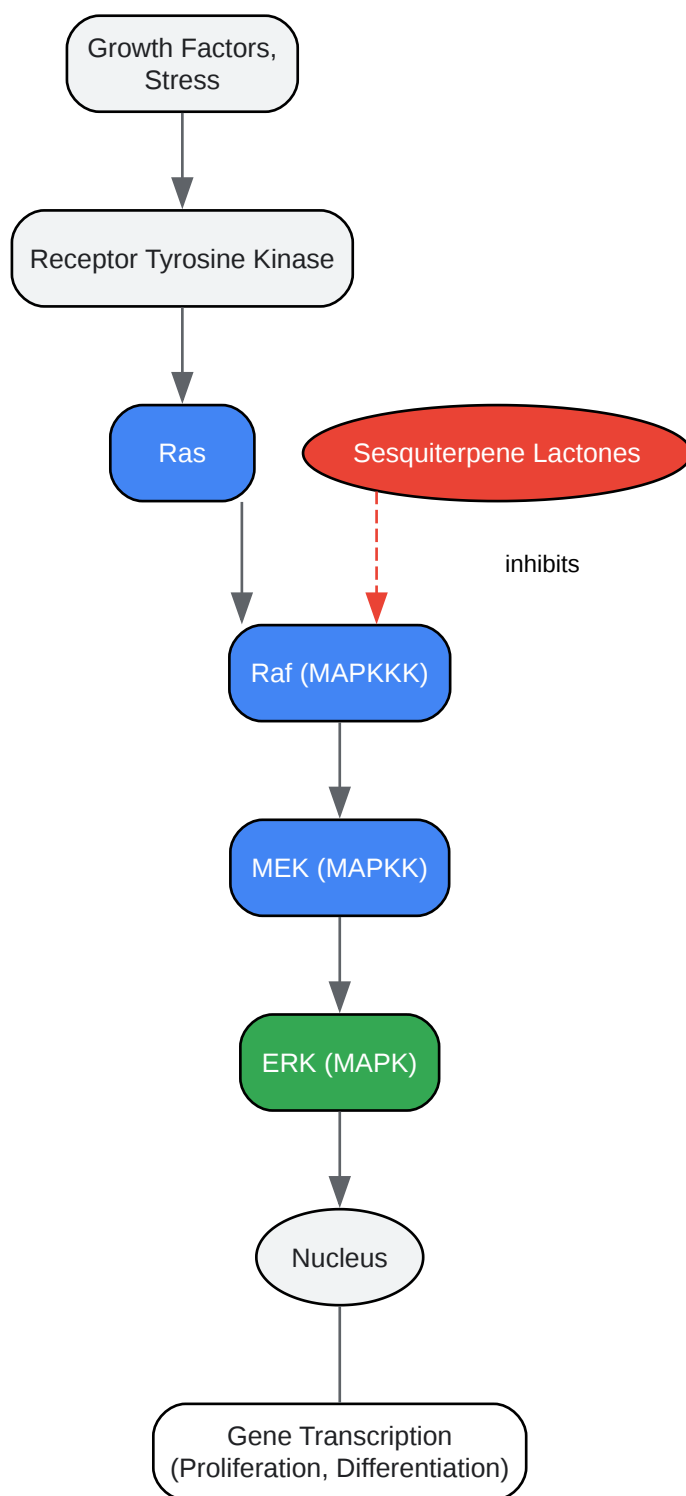 Growth Factors,
Stress
Receptor Tyrosine Kinase
Ras
Sesquiterpene Lactones
inhibits
Raf (MAPKKK)
MEK (MAPKK)
ERK (MAPK)
Nucleus
Gene Transcription
(Proliferation, Differentiation)